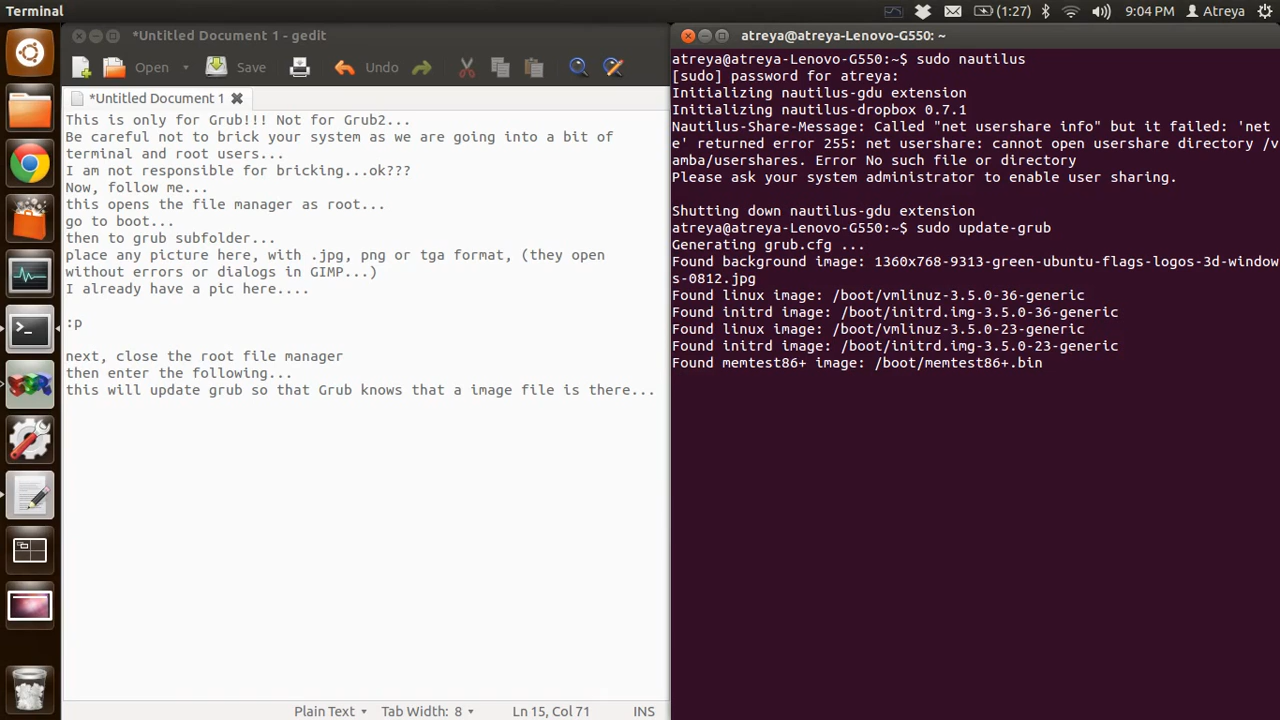 Terminal
(1:27)
9:04 PM
Atreya
*Untitled Document 1 - gedit
Open
Save
Undo
*Untitled Document 1
This is only for Grub!!! Not for Grub2...
Be careful not to brick your system as we are going into a bit of
terminal and root users...
I am not responsible for bricking...ok???
Now, follow me...
this opens the file manager as root...
go to boot...
then to grub subfolder...
place any picture here, with .jpg, png or tga format, (they open
without errors or dialogs in GIMP...)
I already have a pic here....
:p
next, close the root file manager
then enter the following...
this will update grub so that Grub knows that a image file is there...
Plain Text
Tab Width: 8
Ln 15, Col 71
INS
atreya@atreya-Lenovo-G550: ~
atreya@atreya-Lenovo-G550:~$ sudo nautilus
[sudo] password for atreya:
Initializing nautilus-gdu extension
Initializing nautilus-dropbox 0.7.1
Nautilus-Share-Message: Called "net usershare info" but it failed: 'net
e' returned error 255: net usershare: cannot open usershare directory /v
amba/usershares. Error No such file or directory
Please ask your system administrator to enable user sharing.
Shutting down nautilus-gdu extension
atreya@atreya-Lenovo-G550:~$ sudo update-grub
Generating grub.cfg ...
Found background image: 1360x768-9313-green-ubuntu-flags-logos-3d-window
s-0812.jpg
Found linux image: /boot/vmlinuz-3.5.0-36-generic
Found initrd image: /boot/initrd.img-3.5.0-36-generic
Found linux image: /boot/vmlinuz-3.5.0-23-generic
Found initrd image: /boot/initrd.img-3.5.0-23-generic
Found memtest86+ image: /boot/memtest86+.bin